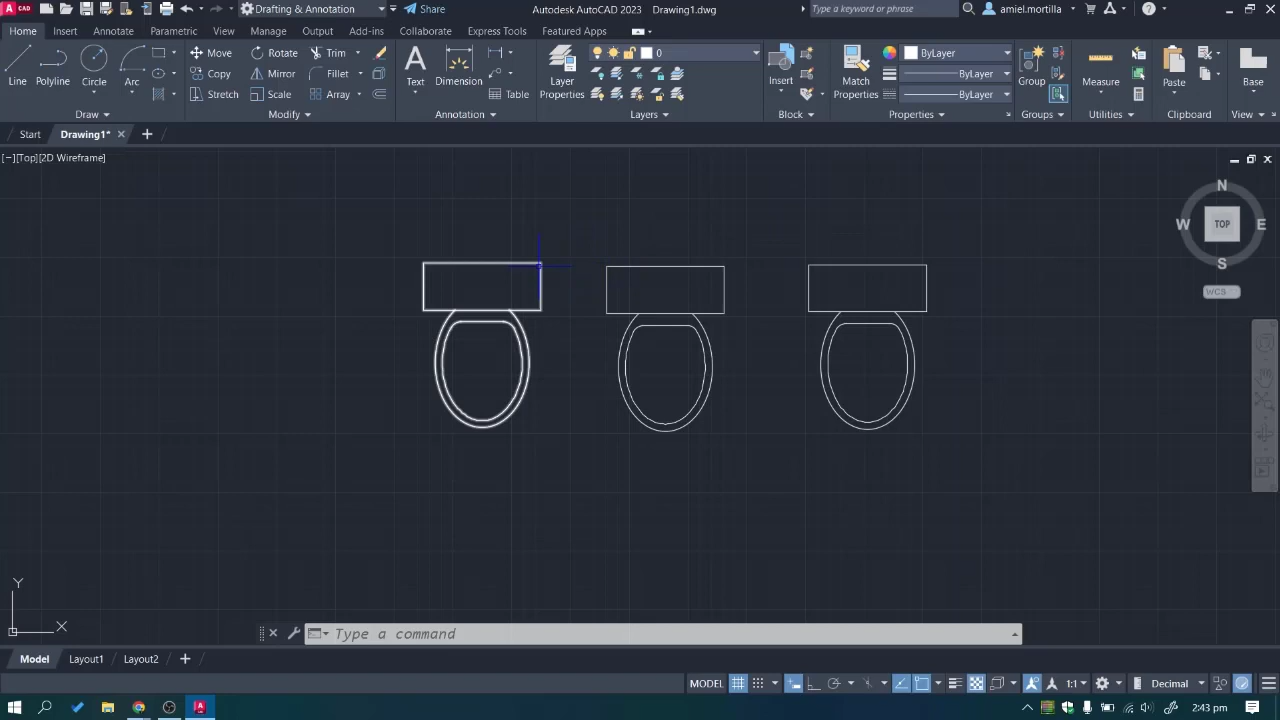 CAD
Drafting & Annotation
Share
Autodesk AutoCAD 2023 Drawing1.dwg
Type a keyword or phrase
amiel.mortilla
Home Insert Annotate Parametric View Manage Output Add-ins Collaborate Express Tools Featured Apps
Move Rotate Trim
0
ByLayer
Copy Mirror Fillet
ByLayer
Line Polyline Circle Arc
Text Dimension
Layer Properties
Insert
Match Properties
Group
Measure
Paste
Base
Stretch Scale Array
Table
ByLayer
Draw Modify Annotation Layers Block Properties Groups Utilities Clipboard View
Start Drawing1*
[−][Top][2D Wireframe]
N
W TOP E
S
WCS
Y
X
Type a command
Model Layout1 Layout2
MODEL
1:1
Decimal
CAD
2:43 pm